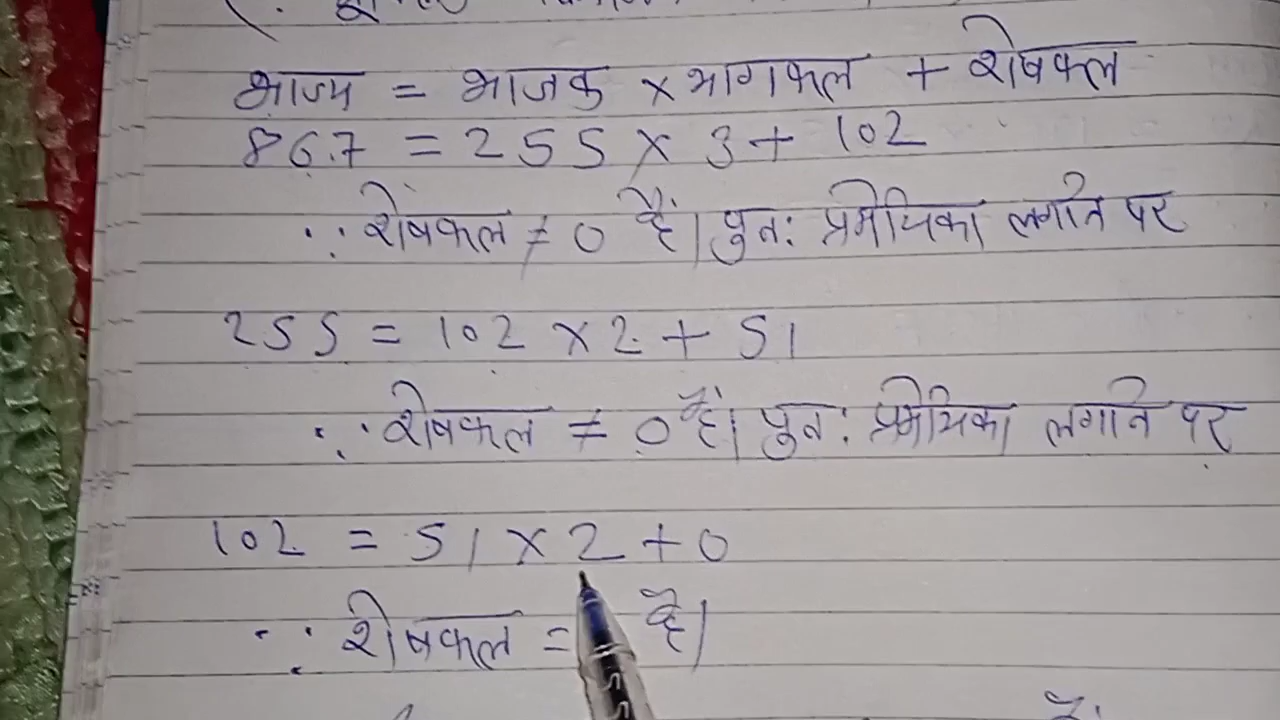 भाज्य = भाजक × भागफल + शेषफल
867 = 255 × 3 + 102
∵ शेषफल ≠ 0 है। पुनः प्रमेयिका लगाने पर
255 = 102 × 2 + 51
∵ शेषफल ≠ 0 है। पुनः प्रमेयिका लगाने पर
102 = 51 × 2 + 0
∵ शेषफल = है।